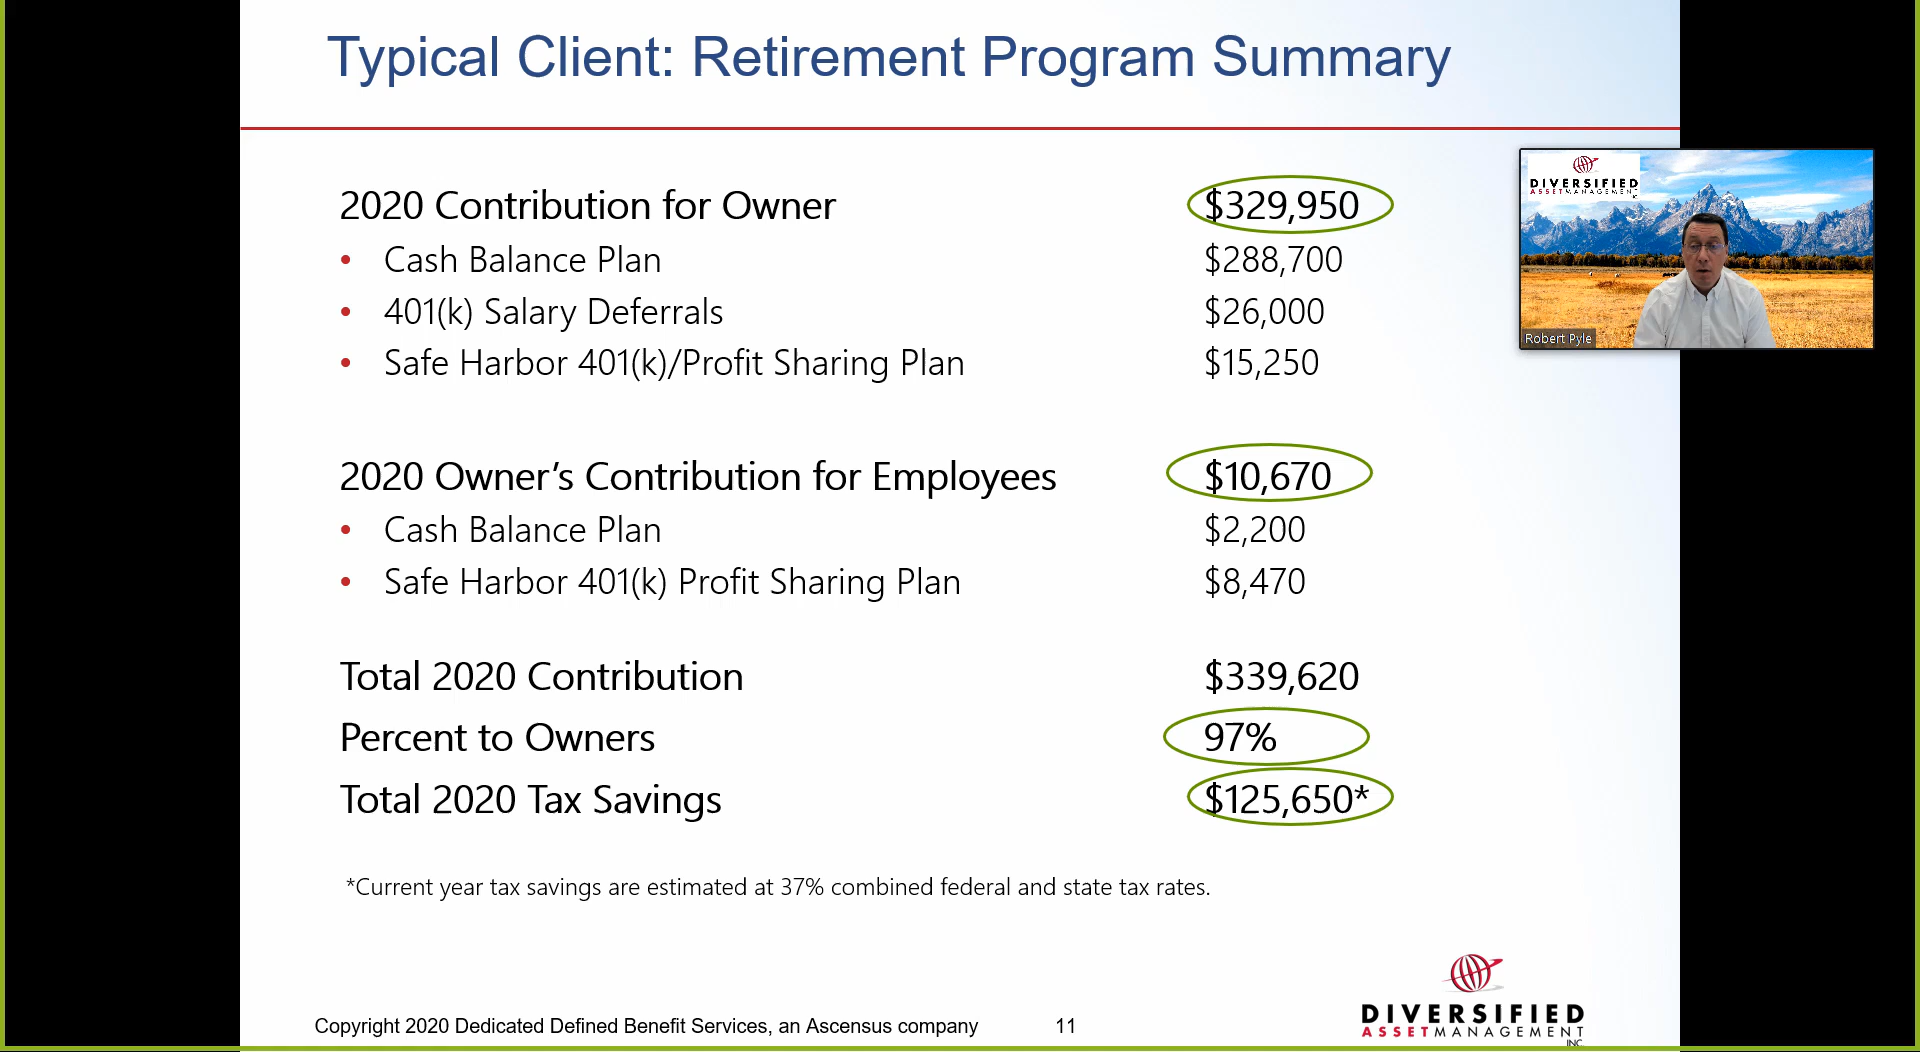 Typical Client: Retirement Program Summary
DIVERSIFIED
ASSETMANAGEMENT
Robert Pyle
2020 Contribution for Owner $329,950
• Cash Balance Plan $288,700
• 401(k) Salary Deferrals $26,000
• Safe Harbor 401(k)/Profit Sharing Plan $15,250
2020 Owner’s Contribution for Employees $10,670
• Cash Balance Plan $2,200
• Safe Harbor 401(k) Profit Sharing Plan $8,470
Total 2020 Contribution $339,620
Percent to Owners 97%
Total 2020 Tax Savings $125,650*
*Current year tax savings are estimated at 37% combined federal and state tax rates.
Copyright 2020 Dedicated Defined Benefit Services, an Ascensus company 11
DIVERSIFIED
ASSETMANAGEMENT
INC.